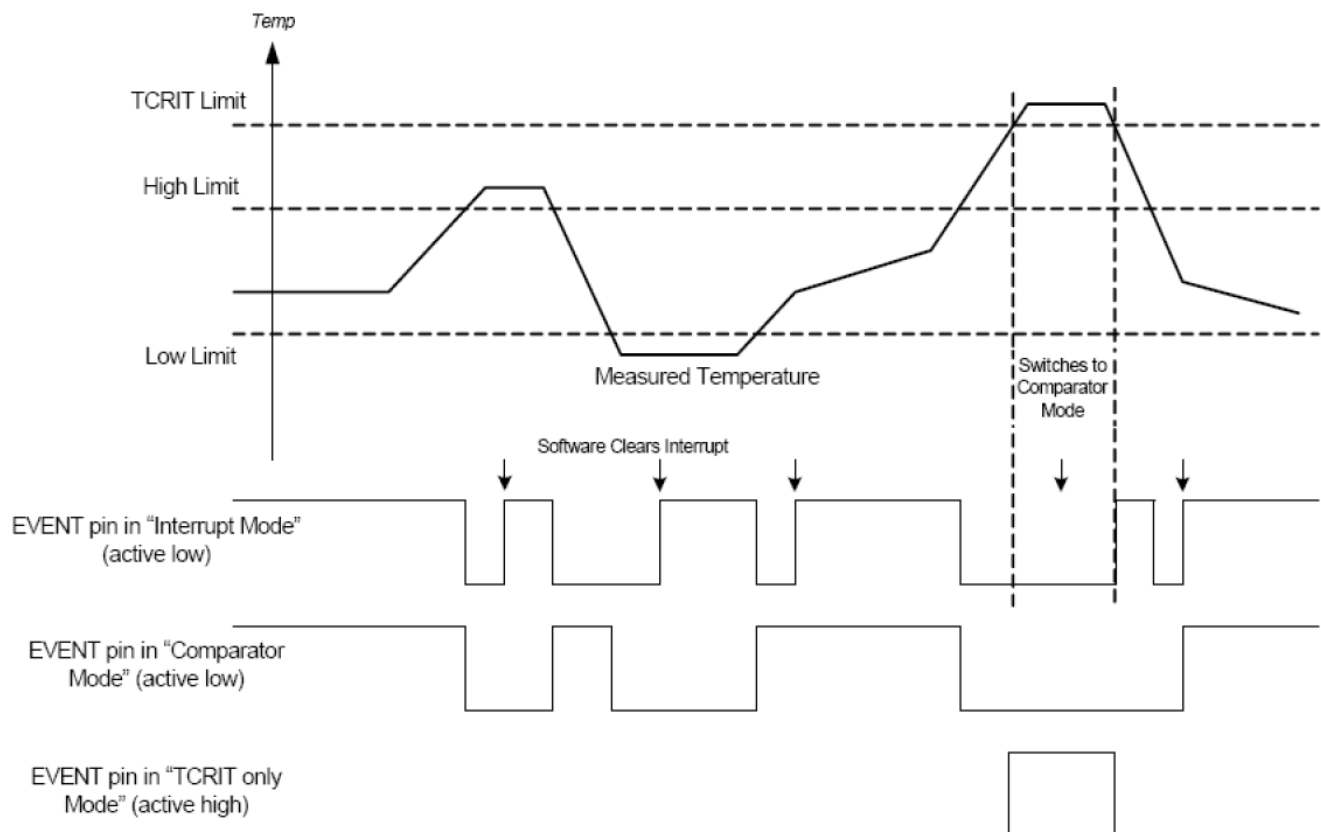 Temp
TCRIT Limit
High Limit
Low Limit
Measured Temperature
Switches to
Comparator
Mode
Software Clears Interrupt
EVENT pin in “Interrupt Mode”
(active low)
EVENT pin in “Comparator
Mode” (active low)
EVENT pin in “TCRIT only
Mode” (active high)